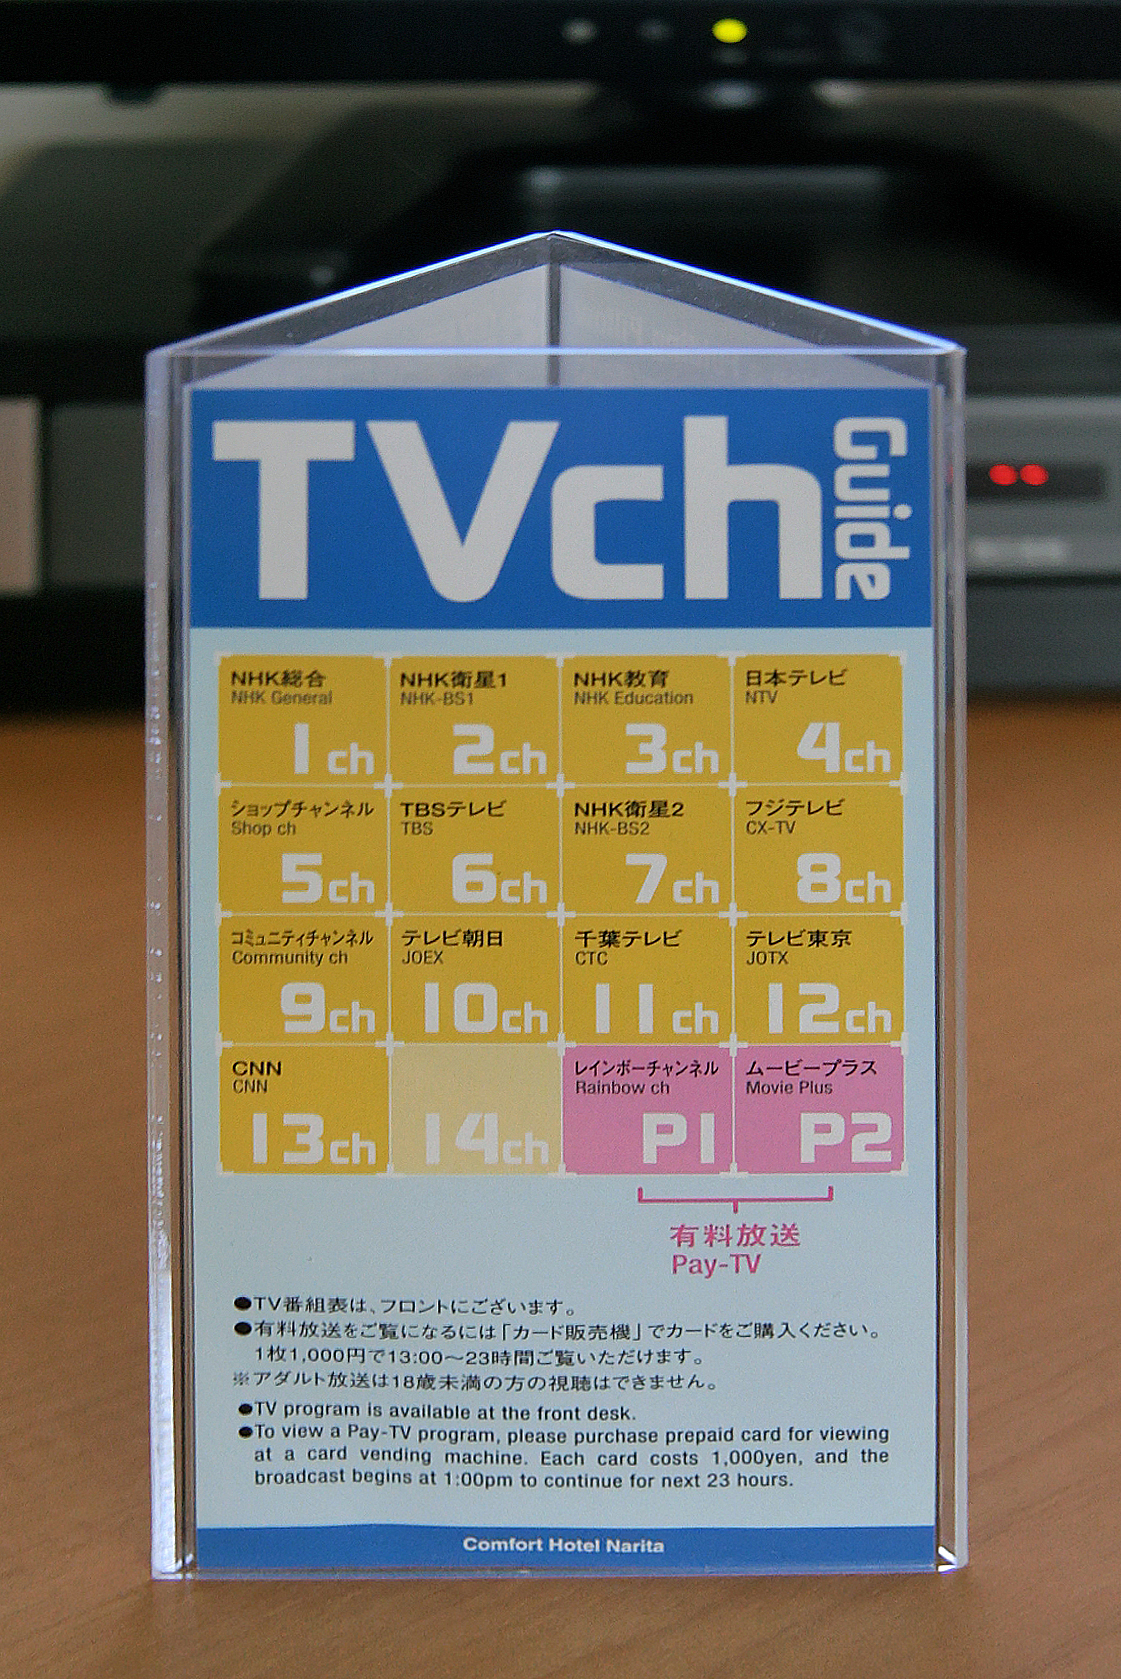 TVch Guide
NHK総合
NHK General
1ch
NHK衛星1
NHK-BS1
2ch
NHK教育
NHK Education
3ch
日本テレビ
NTV
4ch
ショップチャンネル
Shop ch
5ch
TBSテレビ
TBS
6ch
NHK衛星2
NHK-BS2
7ch
フジテレビ
CX-TV
8ch
コミュニティチャンネル
Community ch
9ch
テレビ朝日
JOEX
10ch
千葉テレビ
CTC
11ch
テレビ東京
JOTX
12ch
CNN
CNN
13ch
14ch
レインボーチャンネル
Rainbow ch
P1
ムービープラス
Movie Plus
P2
有料放送
Pay-TV
●TV番組表は、フロントにございます。
●有料放送をご覧になるには「カード販売機」でカードをご購入ください。
1枚1,000円で13:00〜23時間ご覧いただけます。
※アダルト放送は18歳未満の方の視聴はできません。
●TV program is available at the front desk.
●To view a Pay-TV program, please purchase prepaid card for viewing
at a card vending machine. Each card costs 1,000yen, and the
broadcast begins at 1:00pm to continue for next 23 hours.
Comfort Hotel Narita